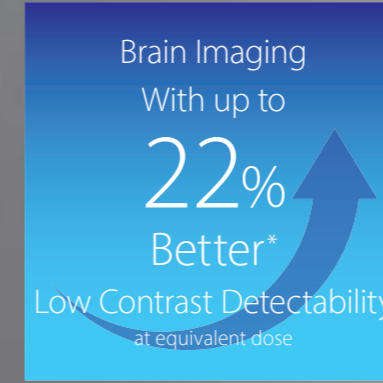 Brain Imaging
With up to
22%
Better*
Low Contrast Detectability
at equivalent dose